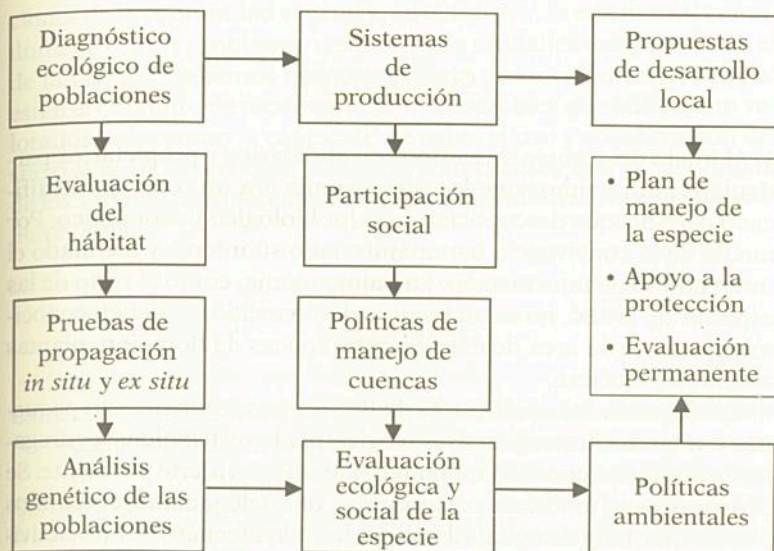 Diagnóstico
ecológico de
poblaciones
Sistemas
de
producción
Propuestas
de desarrollo
local
Evaluación
del
hábitat
Participación
social
• Plan de
manejo de
la especie
• Apoyo a la
protección
• Evaluación
permanente
Pruebas de
propagación
in situ y ex situ
Políticas de
manejo de
cuencas
Análisis
genético de las
poblaciones
Evaluación
ecológica y
social de la
especie
Políticas
ambientales